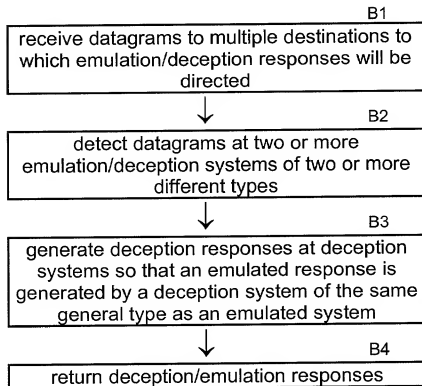 B1
receive datagrams to multiple destinations to
which emulation/deception responses will be
directed
B2
detect datagrams at two or more
emulation/deception systems of two or more
different types
B3
generate deception responses at deception
systems so that an emulated response is
generated by a deception system of the same
general type as an emulated system
B4
return deception/emulation responses